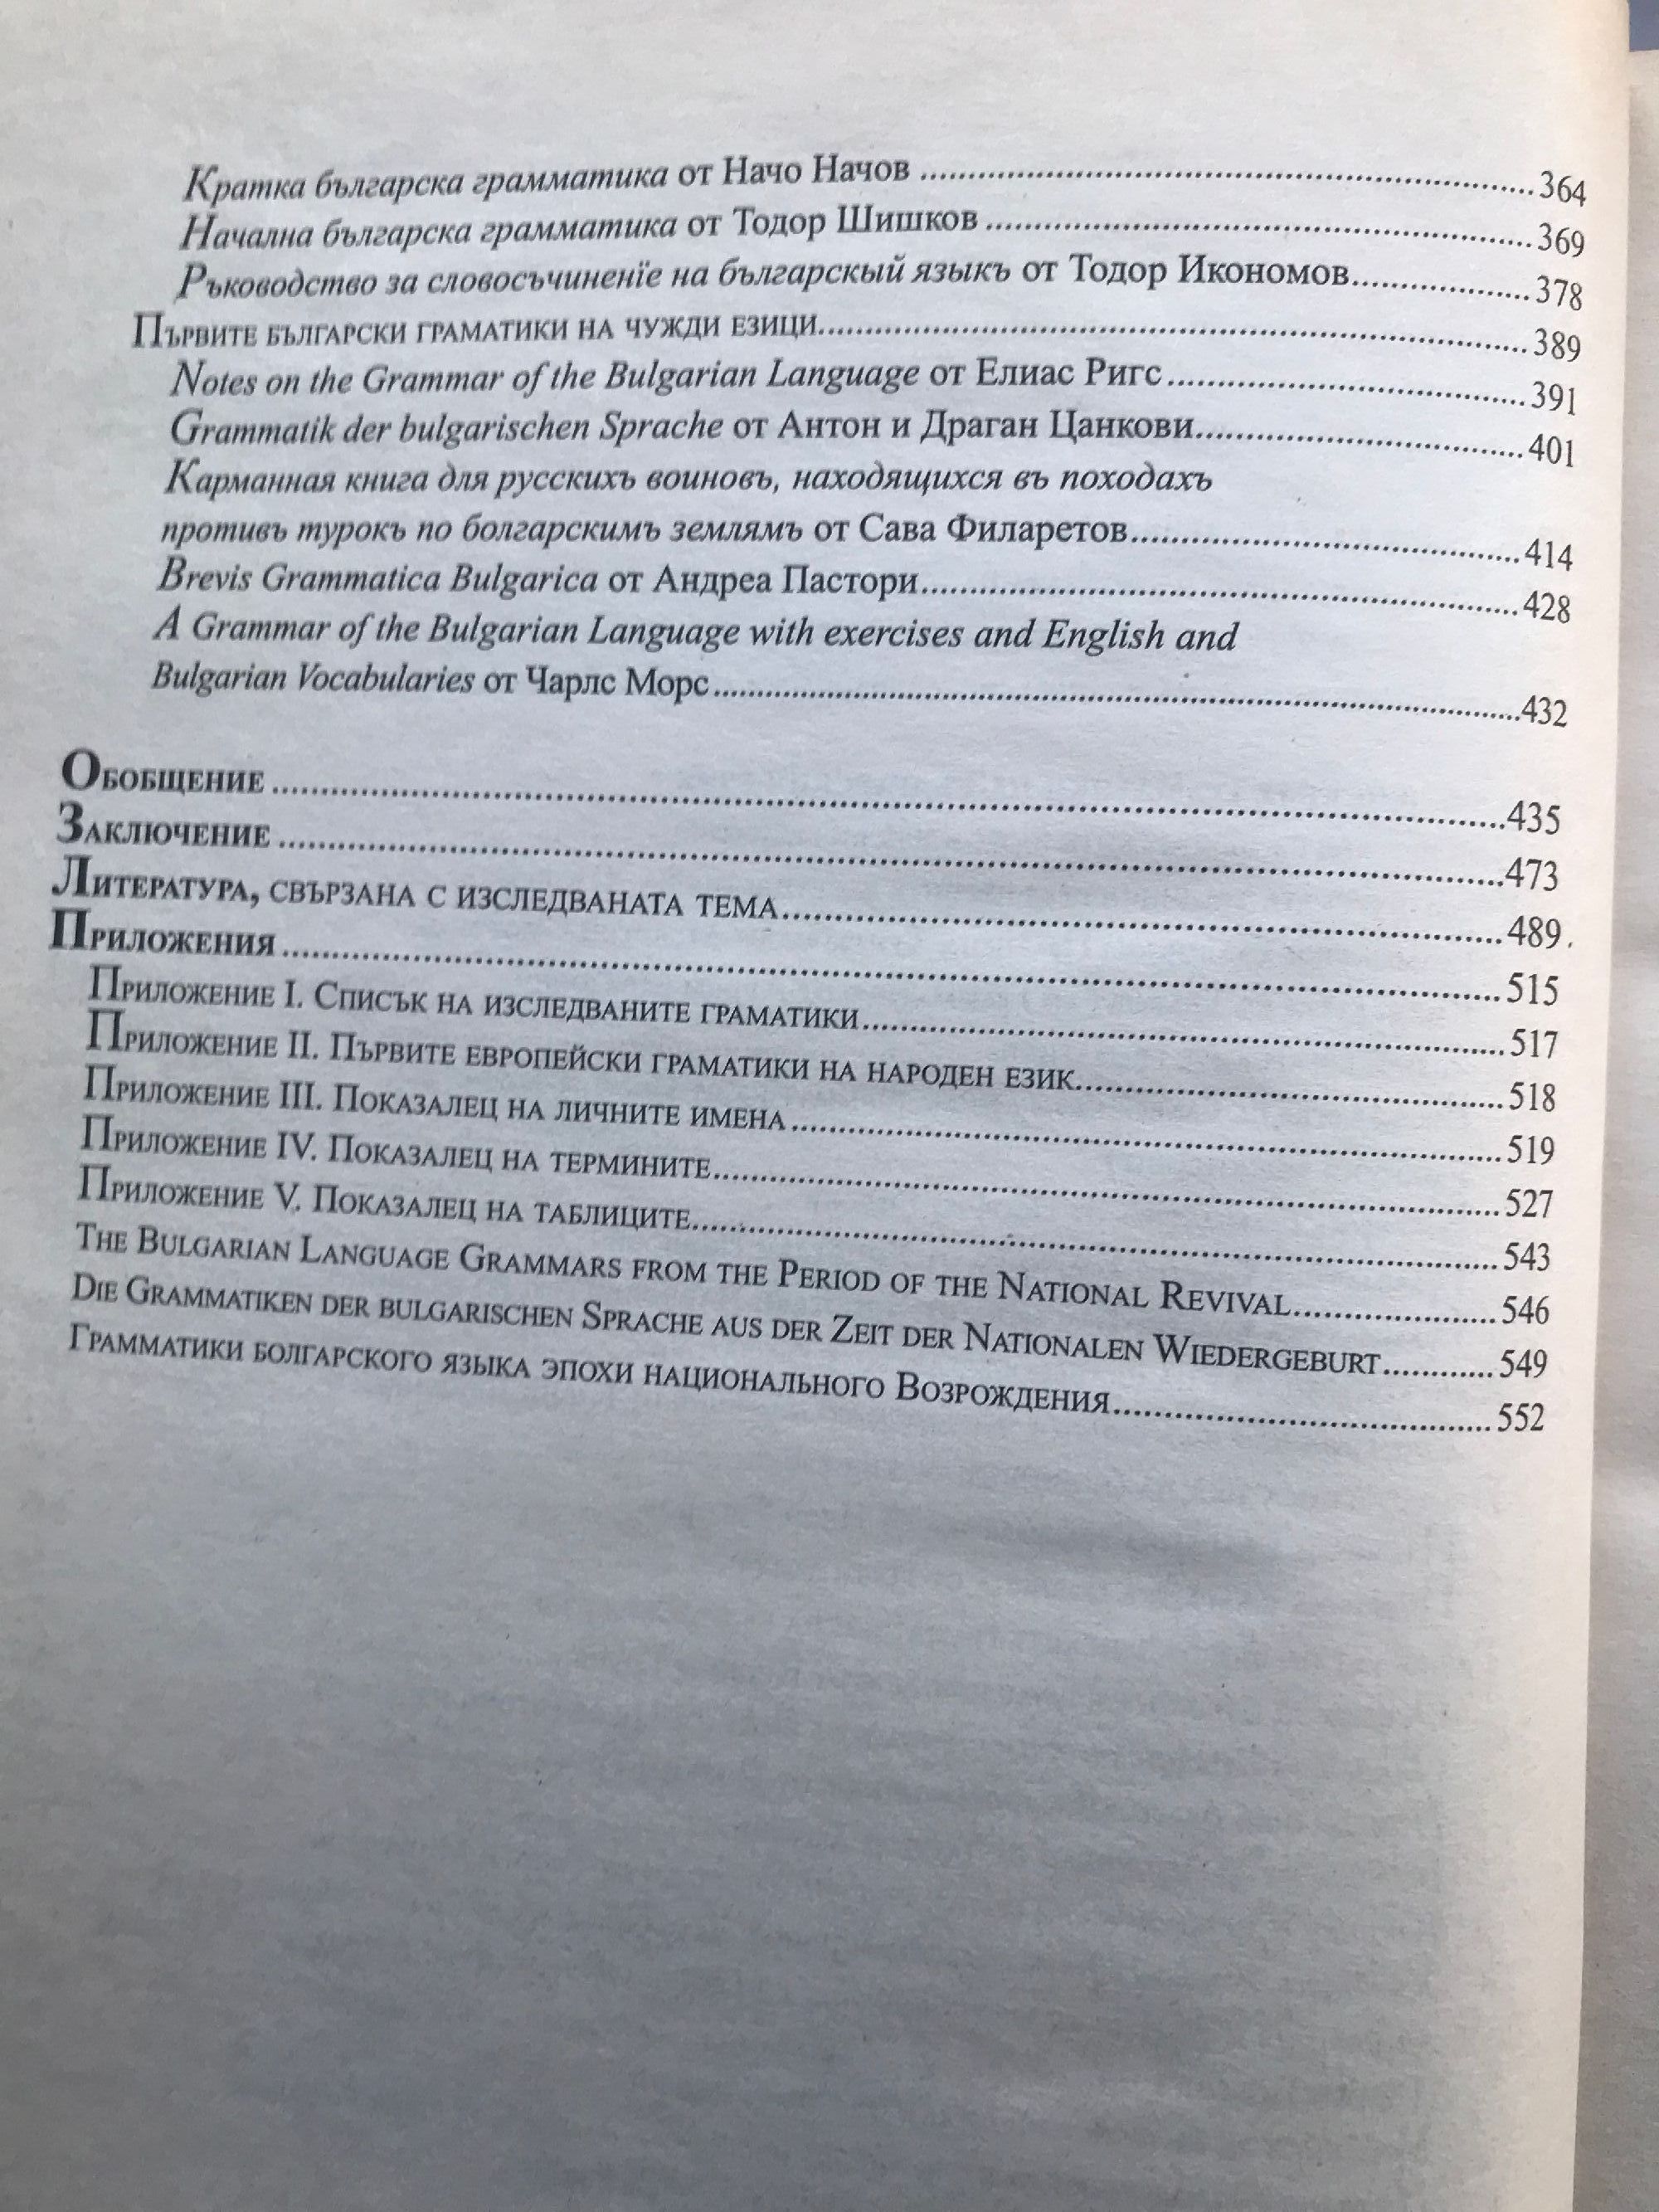 Кратка българска грамматика от Начо Начов ........ 364
Начална българска грамматика от Тодор Шишков ........ 369
Ръководство за словосъчиненїе на българскый языкъ от Тодор Икономов ........ 378
Първите български граматики на чужди езици ........ 389
Notes on the Grammar of the Bulgarian Language от Елиас Ригс ........ 391
Grammatik der bulgarischen Sprache от Антон и Драган Цанкови ........ 401
Карманная книга для русскихъ воиновъ, находящихся въ походахъ
противъ турокъ по болгарскимъ землямъ от Сава Филаретов ........ 414
Brevis Grammatica Bulgarica от Андреа Пастори ........ 428
A Grammar of the Bulgarian Language with exercises and English and
Bulgarian Vocabularies от Чарлс Морс ........ 432
Обобщение ........ 435
Заключение ........ 473
Литература, свързана с изследваната тема ........ 489
Приложения ........ 515
Приложение I. Списък на изследваните граматики ........ 517
Приложение II. Първите европейски граматики на народен език ........ 518
Приложение III. Показалец на личните имена ........ 519
Приложение IV. Показалец на термините ........ 527
Приложение V. Показалец на таблиците ........ 543
The Bulgarian Language Grammars from the Period of the National Revival ........ 546
Die Grammatiken der bulgarischen Sprache aus der Zeit der Nationalen Wiedergeburt ........ 549
Грамматики болгарского языка эпохи национального Возрождения ........ 552